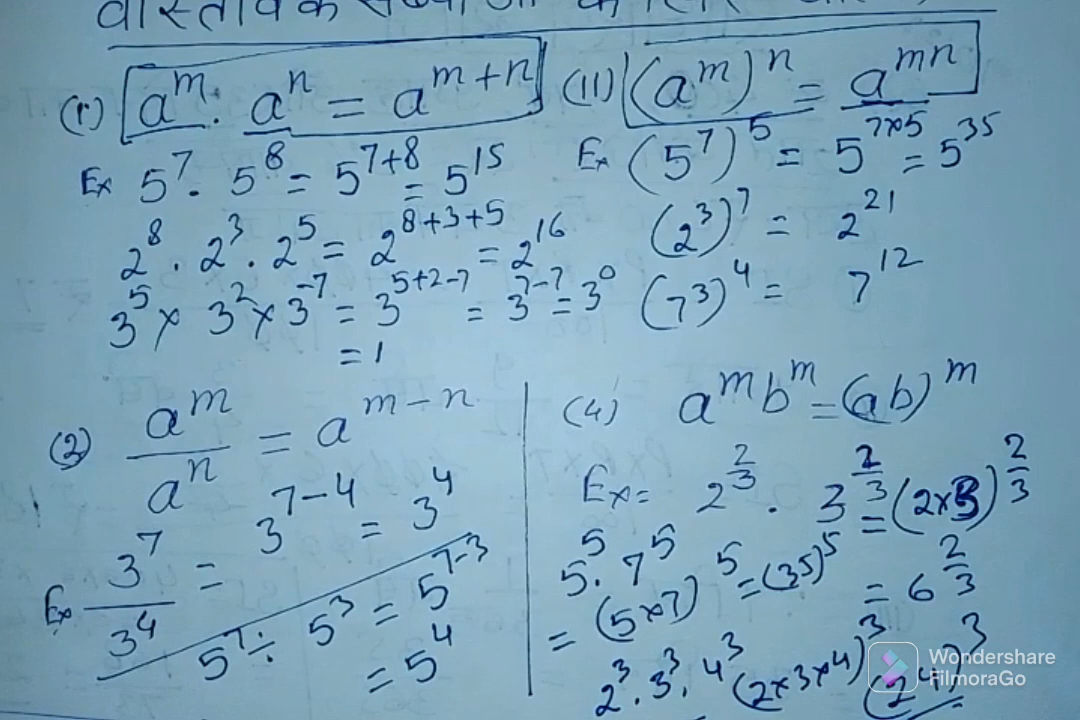 वास्तविक संख्याओं के लिए
(1) a^m · a^n = a^{m+n}
Ex 5^7 · 5^8 = 5^{7+8} = 5^{15}
2^8 · 2^3 · 2^5 = 2^{8+3+5} = 2^{16}
3^5 × 3^2 × 3^{-7} = 3^{5+2-7} = 3^{7-7} = 3^0
= 1
(11) (a^m)^n = a^{mn}
Ex (5^7)^5 = 5^{7×5} = 5^{35}
(2^3)^7 = 2^{21}
(7^3)^4 = 7^{12}
(2) a^m / a^n = a^{m-n}
Ex 3^7 / 3^4 = 3^{7-4} = 3^4
5^7 ÷ 5^3 = 5^{7-3}
= 5^4
(4) a^m b^m = (ab)^m
Ex = 2^{2/3} · 3^{2/3} = (2×3)^{2/3}
= 6^{2/3}
5^5 · 7^5
= (5×7)^5 = (35)^5
2^3 · 3^3 · 4^3 (2×3×4)^3 (24)^3
Wondershare
FilmoraGo